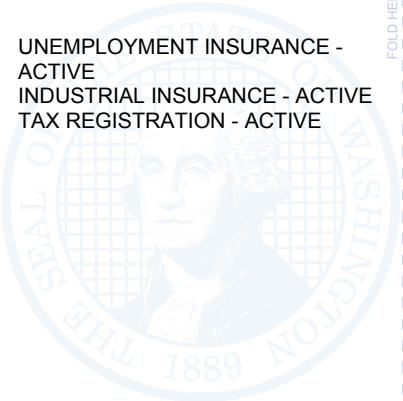 UNEMPLOYMENT INSURANCE -
ACTIVE
INDUSTRIAL INSURANCE - ACTIVE
TAX REGISTRATION - ACTIVE
THE SEAL OF THE STATE OF WASHINGTON
1889
FOLD HE